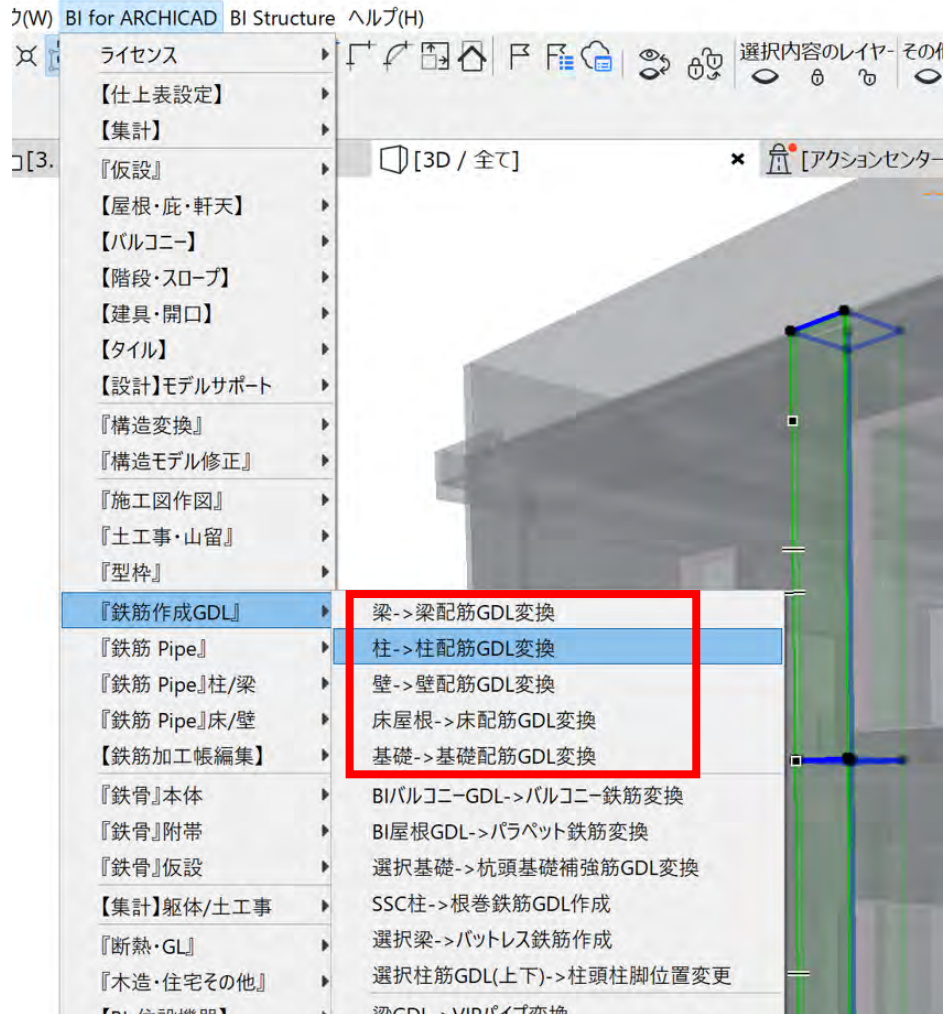 ウ(W) BI for ARCHICAD BI Structure ヘルプ(H)
選択内容のレイヤー その他
[3.
[3D / 全て]
[アクションセンター
ライセンス
【仕上表設定】
【集計】
『仮設』
【屋根・庇・軒天】
【バルコニー】
【階段・スロープ】
【建具・開口】
【タイル】
【設計】モデルサポート
『構造変換』
『構造モデル修正』
『施工図作図』
『土工事・山留』
『型枠』
『鉄筋作成GDL』
『鉄筋 Pipe』
『鉄筋 Pipe』柱/梁
『鉄筋 Pipe』床/壁
【鉄筋加工帳編集】
『鉄骨』本体
『鉄骨』附帯
『鉄骨』仮設
【集計】躯体/土工事
『断熱・GL』
『木造・住宅その他』
梁->梁配筋GDL変換
柱->柱配筋GDL変換
壁->壁配筋GDL変換
床屋根->床配筋GDL変換
基礎->基礎配筋GDL変換
BIバルコニーGDL->バルコニー鉄筋変換
BI屋根GDL->パラペット鉄筋変換
選択基礎->杭頭基礎補強筋GDL変換
SSC柱->根巻鉄筋GDL作成
選択梁->バットレス鉄筋作成
選択柱筋GDL(上下)->柱頭柱脚位置変更